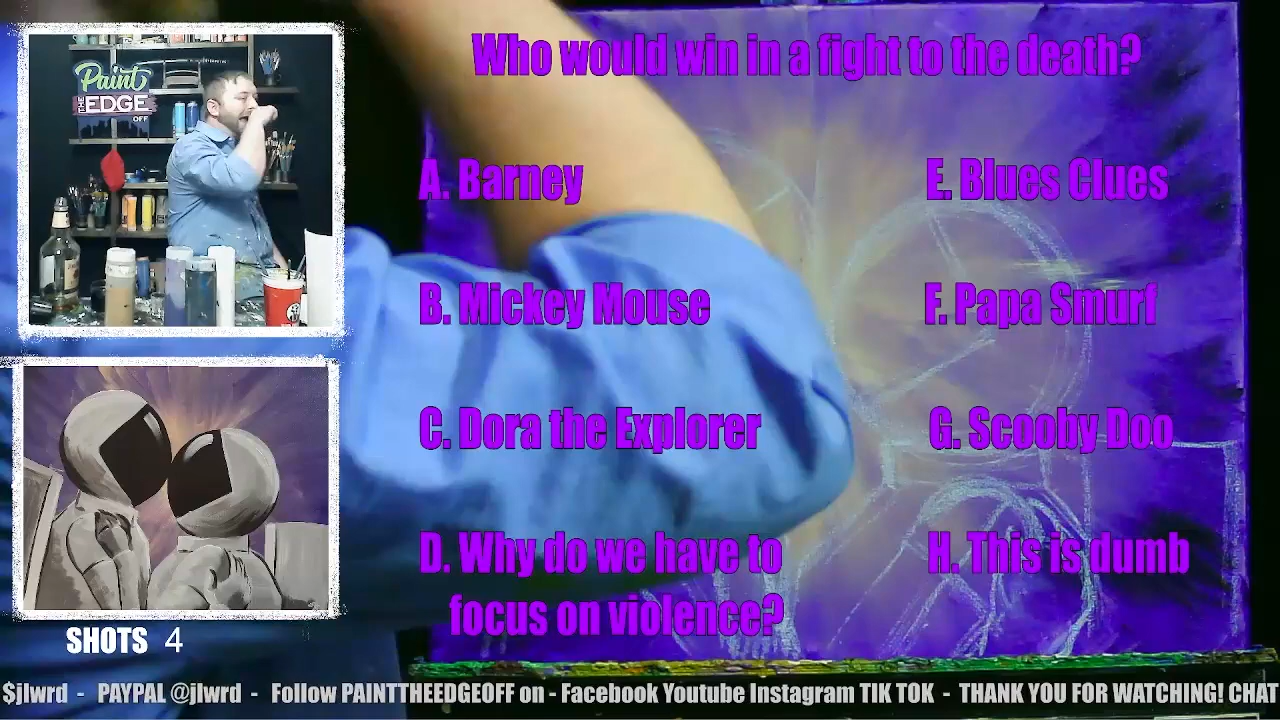 Who would win in a fight to the death?
Paint
THE EDGE
OFF
A. Barney
E. Blues Clues
B. Mickey Mouse
F. Papa Smurf
C. Dora the Explorer
G. Scooby Doo
D. Why do we have to
focus on violence?
H. This is dumb
SHOTS 4
$jlwrd - PAYPAL @jlwrd - Follow PAINTTHEEDGEOFF on - Facebook Youtube Instagram TIK TOK - THANK YOU FOR WATCHING! CHAT